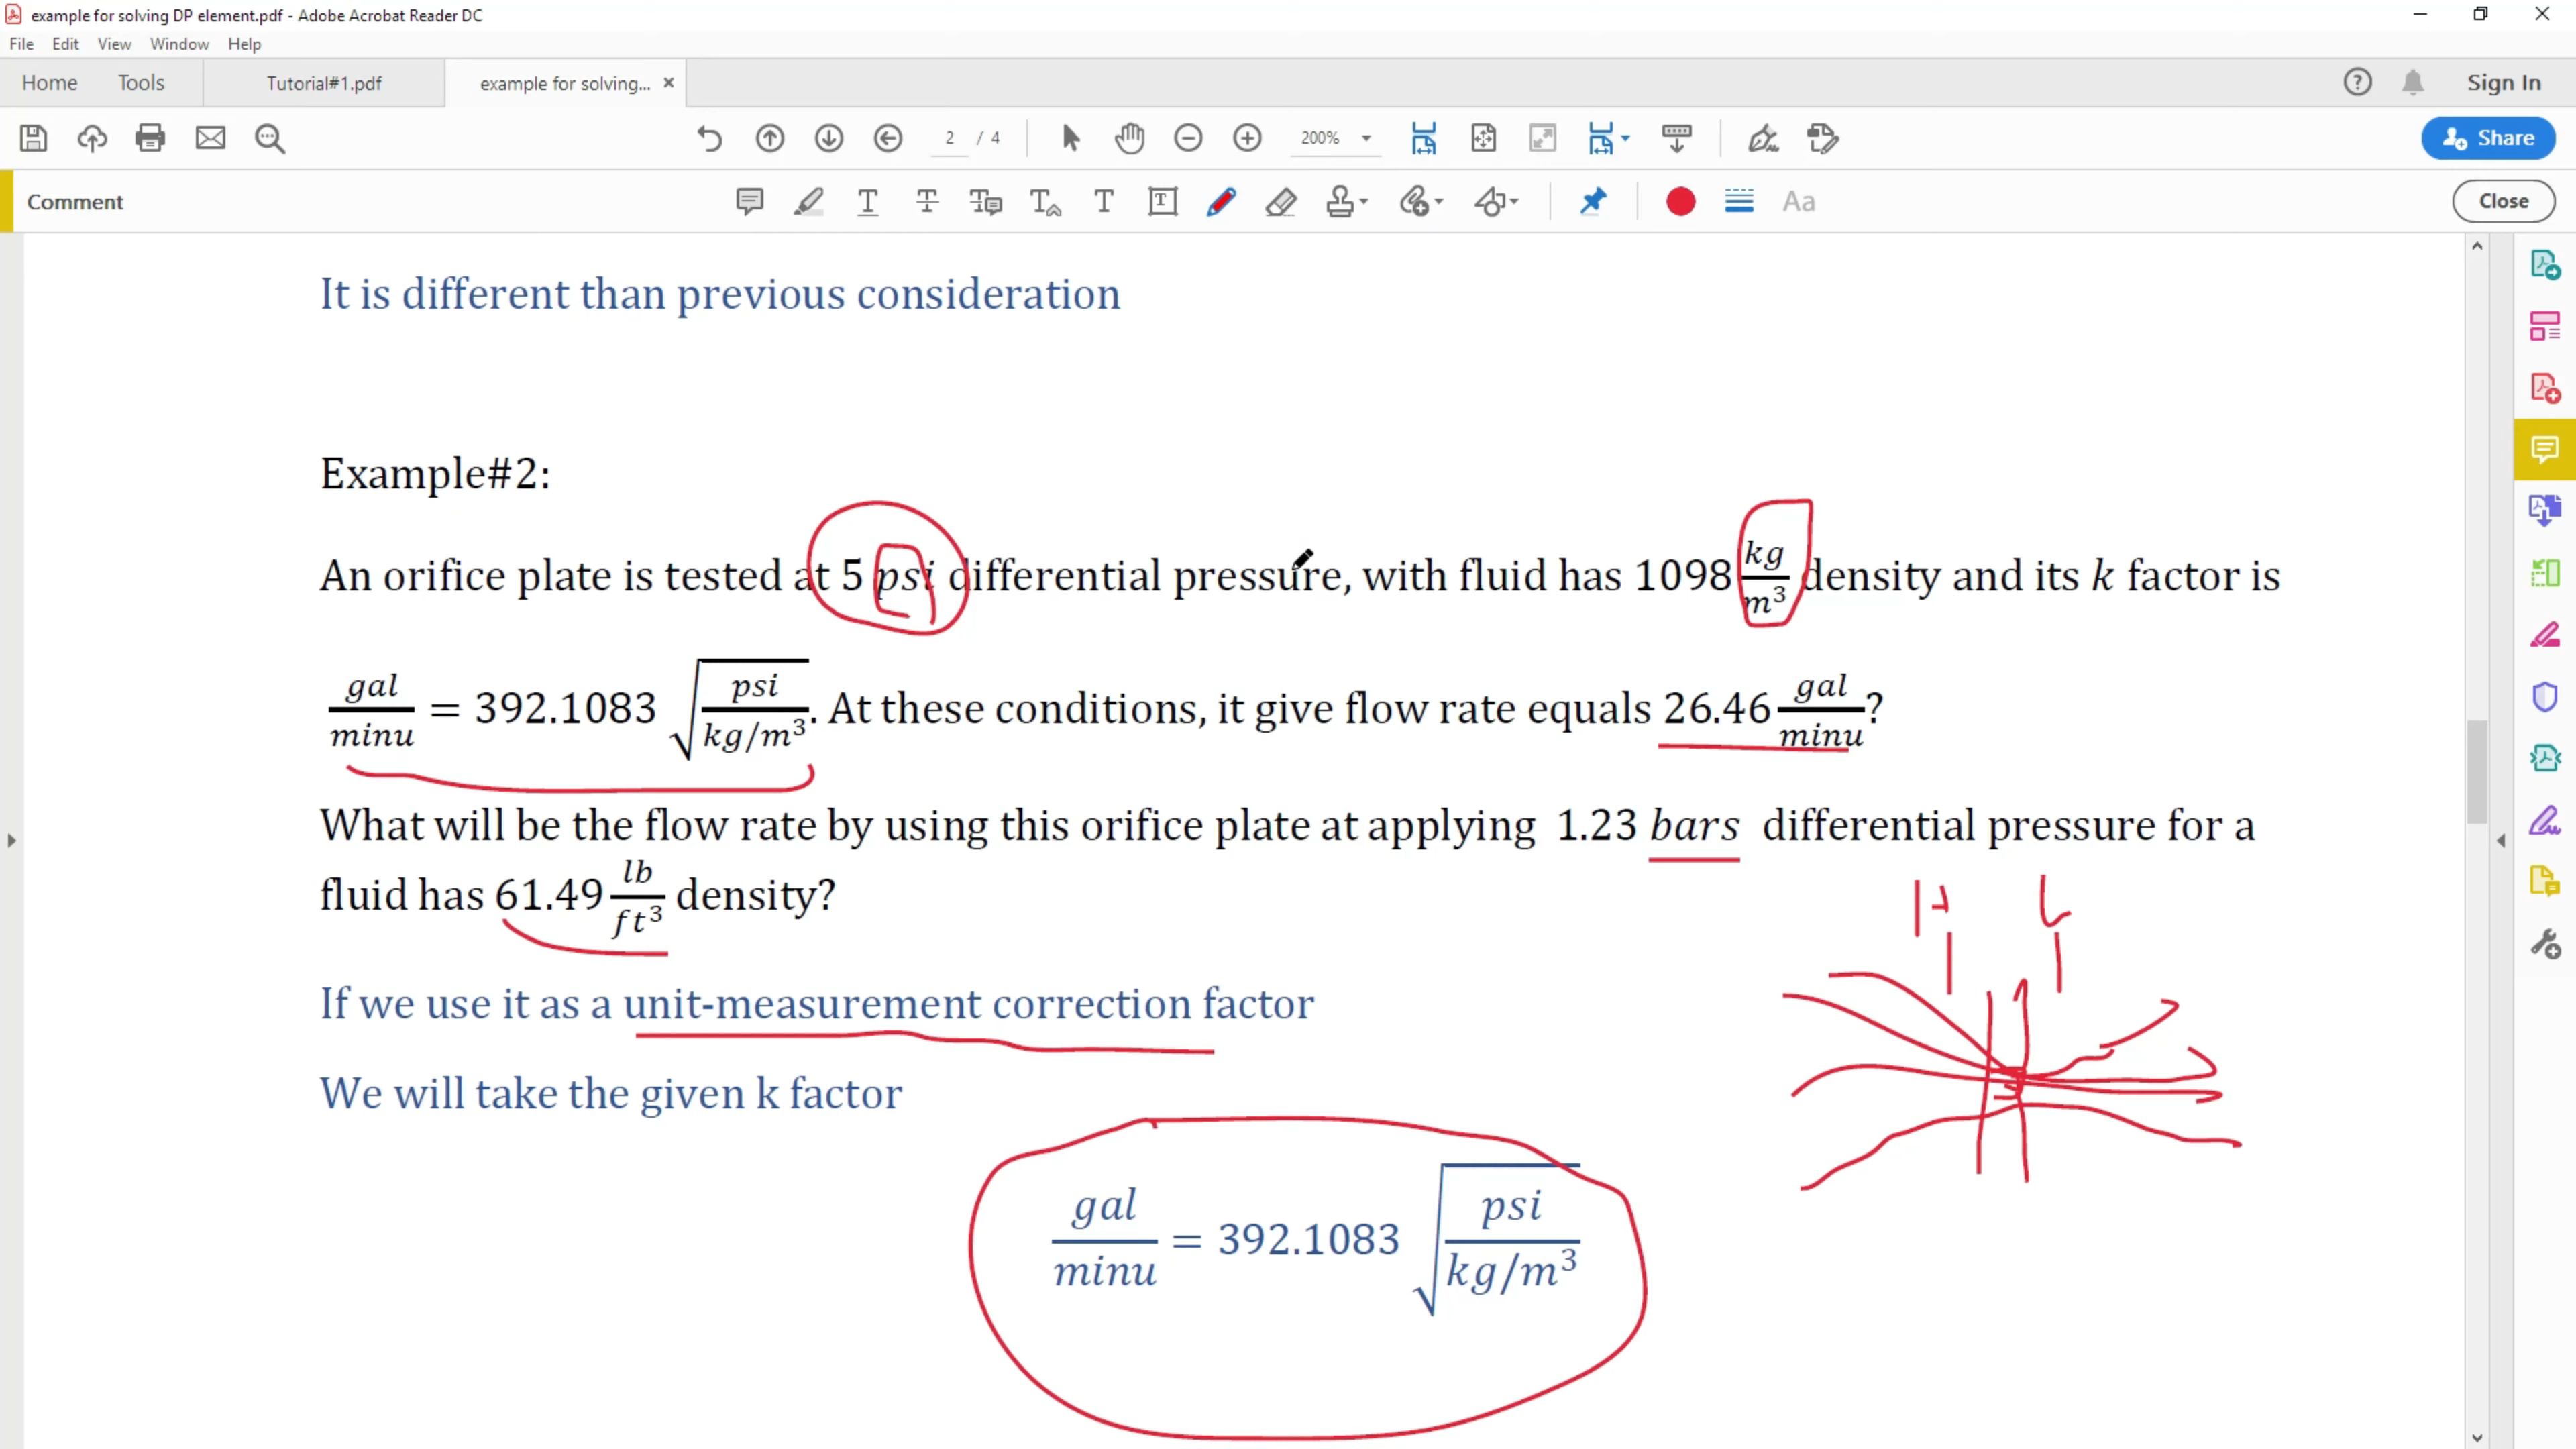 example for solving DP element.pdf - Adobe Acrobat Reader DC
File Edit View Window Help
Home Tools Tutorial#1.pdf example for solving... × Sign In
2 / 4 200% Share
Comment Aa Close
It is different than previous consideration
Example#2:
An orifice plate is tested at 5 psi differential pressure, with fluid has 1098 kg/m³ density and its k factor is
gal/minu = 392.1083 √(psi/(kg/m³)). At these conditions, it give flow rate equals 26.46 gal/minu?
What will be the flow rate by using this orifice plate at applying 1.23 bars differential pressure for a
fluid has 61.49 lb/ft³ density?
H L
If we use it as a unit-measurement correction factor
We will take the given k factor
gal/minu = 392.1083 √(psi/(kg/m³))